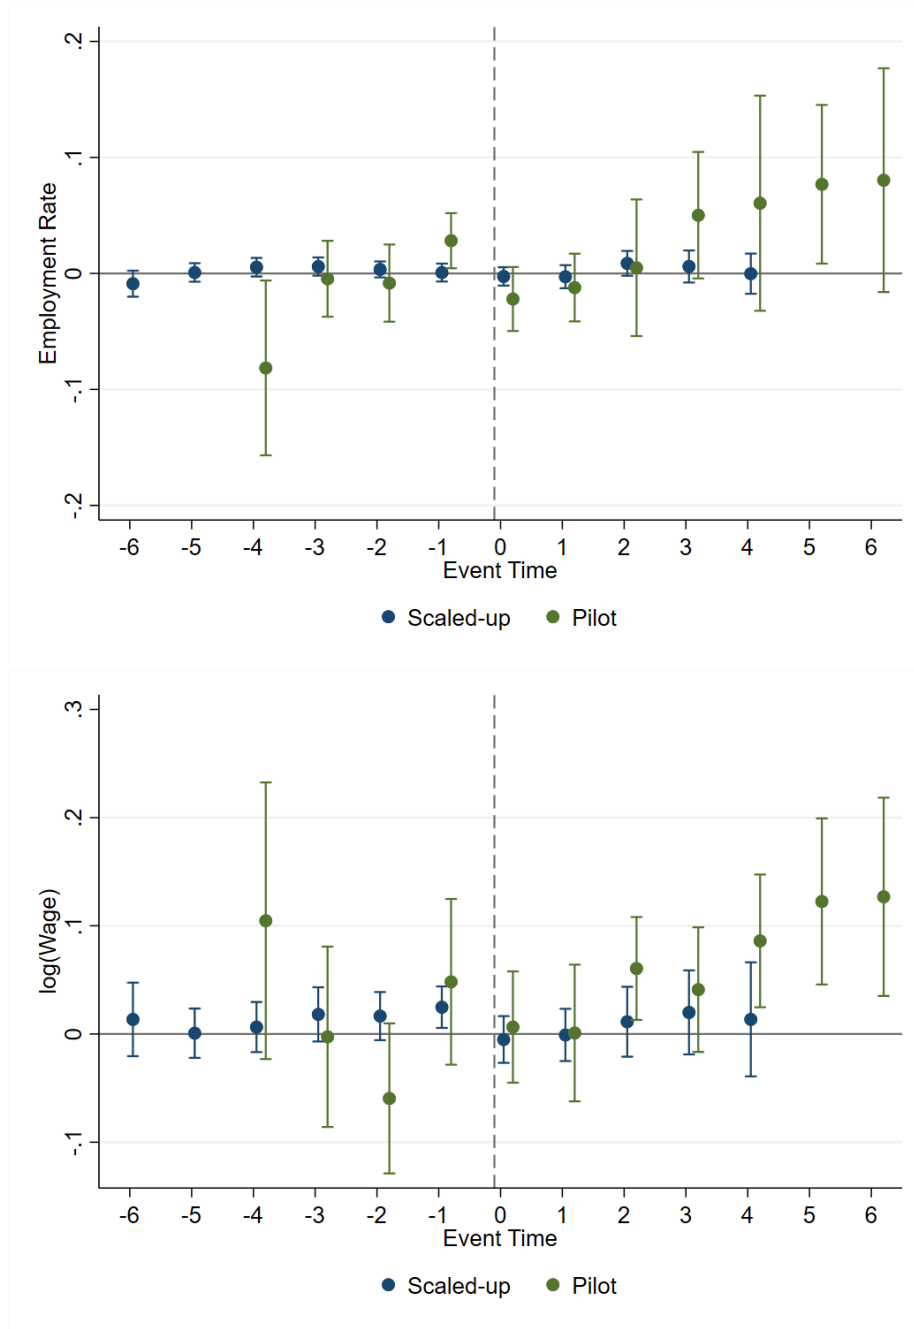 .2
.1
0
-.1
-.2
Employment Rate
-6 -5 -4 -3 -2 -1 0 1 2 3 4 5 6
Event Time
Scaled-up Pilot
.3
.2
.1
0
-.1
log(Wage)
-6 -5 -4 -3 -2 -1 0 1 2 3 4 5 6
Event Time
Scaled-up Pilot